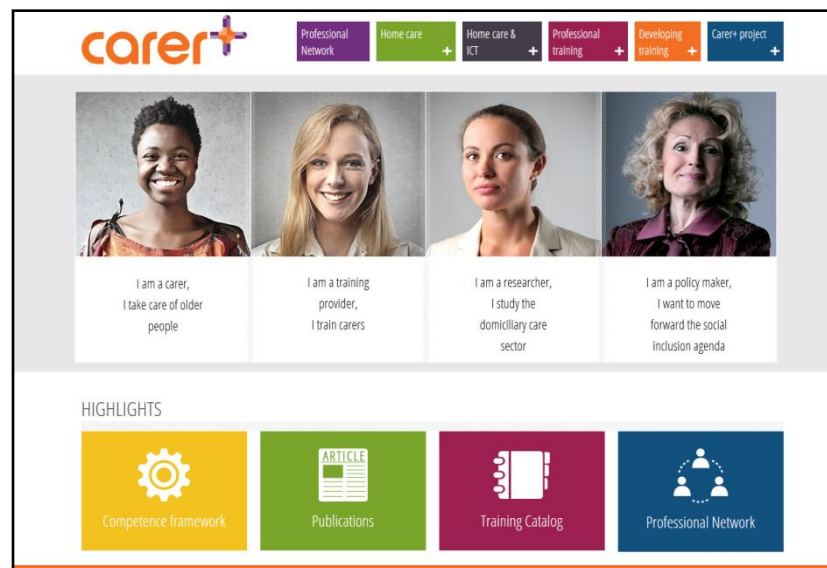 carer+
Professional
Network
Home care
+
Home care &
ICT +
Professional
training +
Developing
training +
Carer+ project
+
I am a carer,
I take care of older
people
I am a training
provider,
I train carers
I am a researcher,
I study the
domiciliary care
sector
I am a policy maker,
I want to move
forward the social
inclusion agenda
HIGHLIGHTS
ARTICLE
Competence framework
Publications
Training Catalog
Professional Network